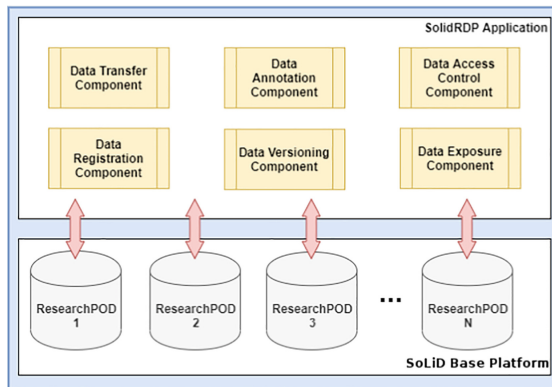 SolidRDP Application
Data Transfer
Component
Data
Annotation
Component
Data Access
Control
Component
Data
Registration
Component
Data Versioning
Component
Data Exposure
Component
ResearchPOD
1
ResearchPOD
2
ResearchPOD
3
...
ResearchPOD
N
SoLiD Base Platform